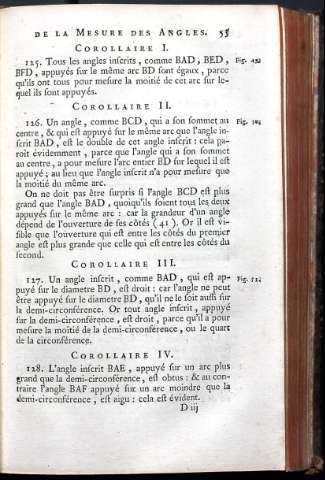 DE LA MESURE DES ANGLES. 55
COROLLAIRE I.
125. Tous les angles inscrits, comme BAD, BED, Fig. 49.
BFD, appuyés sur le même arc BD sont égaux, parce
qu'ils ont tous pour mesure la moitié de cet arc sur le-
quel ils sont appuyés.
COROLLAIRE II.
126. Un angle, comme BCD, qui a son sommet au Fig. 50.
centre, & qui est appuyé sur le même arc que l'angle in-
scrit BAD, est le double de cet angle inscrit : cela pa-
roît évidemment, parce que l'angle qui a son sommet
au centre, a pour mesure l'arc entier BD sur lequel il est
appuyé ; au lieu que l'angle inscrit n'a pour mesure que
la moitié du même arc.
On ne doit pas être surpris si l'angle BCD est plus
grand que l'angle BAD, quoiqu'ils soient tous les deux
appuyés sur le même arc : car la grandeur d'un angle
dépend de l'ouverture de ses côtés (41). Or il est vi-
sible que l'ouverture qui est entre les côtés du premier
angle est plus grande que celle qui est entre les côtés du
second.
COROLLAIRE III.
127. Un angle inscrit, comme BAD, qui est ap- Fig. 51.
puyé sur le diametre BD, est droit : car l'angle ne peut
être appuyé sur le diametre BD, qu'il ne le soit aussi sur
la demi-circonférence. Or tout angle inscrit, appuyé
sur la demi-circonférence, est droit, parce qu'il a pour
mesure la moitié de la demi-circonférence, ou le quart
de la circonférence.
COROLLAIRE IV.
128. L'angle inscrit BAE, appuyé sur un arc plus
grand que la demi-circonférence, est obtus : & au con-
traire l'angle BAF appuyé sur un arc moindre que la
demi-circonférence, est aigu : cela est évident.
D iij